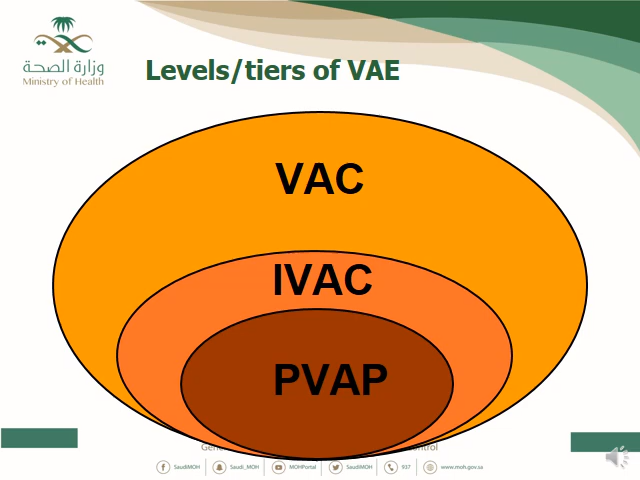 وزارة الصحة
Ministry of Health
Levels/tiers of VAE
VAC
IVAC
PVAP
SaudiMOH
Saudi_MOH
MOHPortal
SaudiMOH
937
www.moh.gov.sa